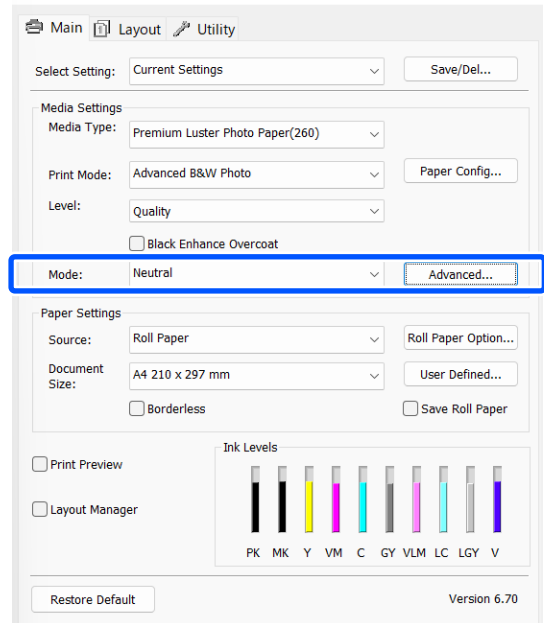 Main Layout Utility
Select Setting: Current Settings Save/Del...
Media Settings
Media Type: Premium Luster Photo Paper(260)
Print Mode: Advanced B&W Photo Paper Config...
Level: Quality
Black Enhance Overcoat
Mode: Neutral Advanced...
Paper Settings
Source: Roll Paper Roll Paper Option...
Document
Size: A4 210 x 297 mm User Defined...
Borderless Save Roll Paper
Ink Levels
Print Preview
Layout Manager
PK MK Y VM C GY VLM LC LGY V
Restore Default Version 6.70